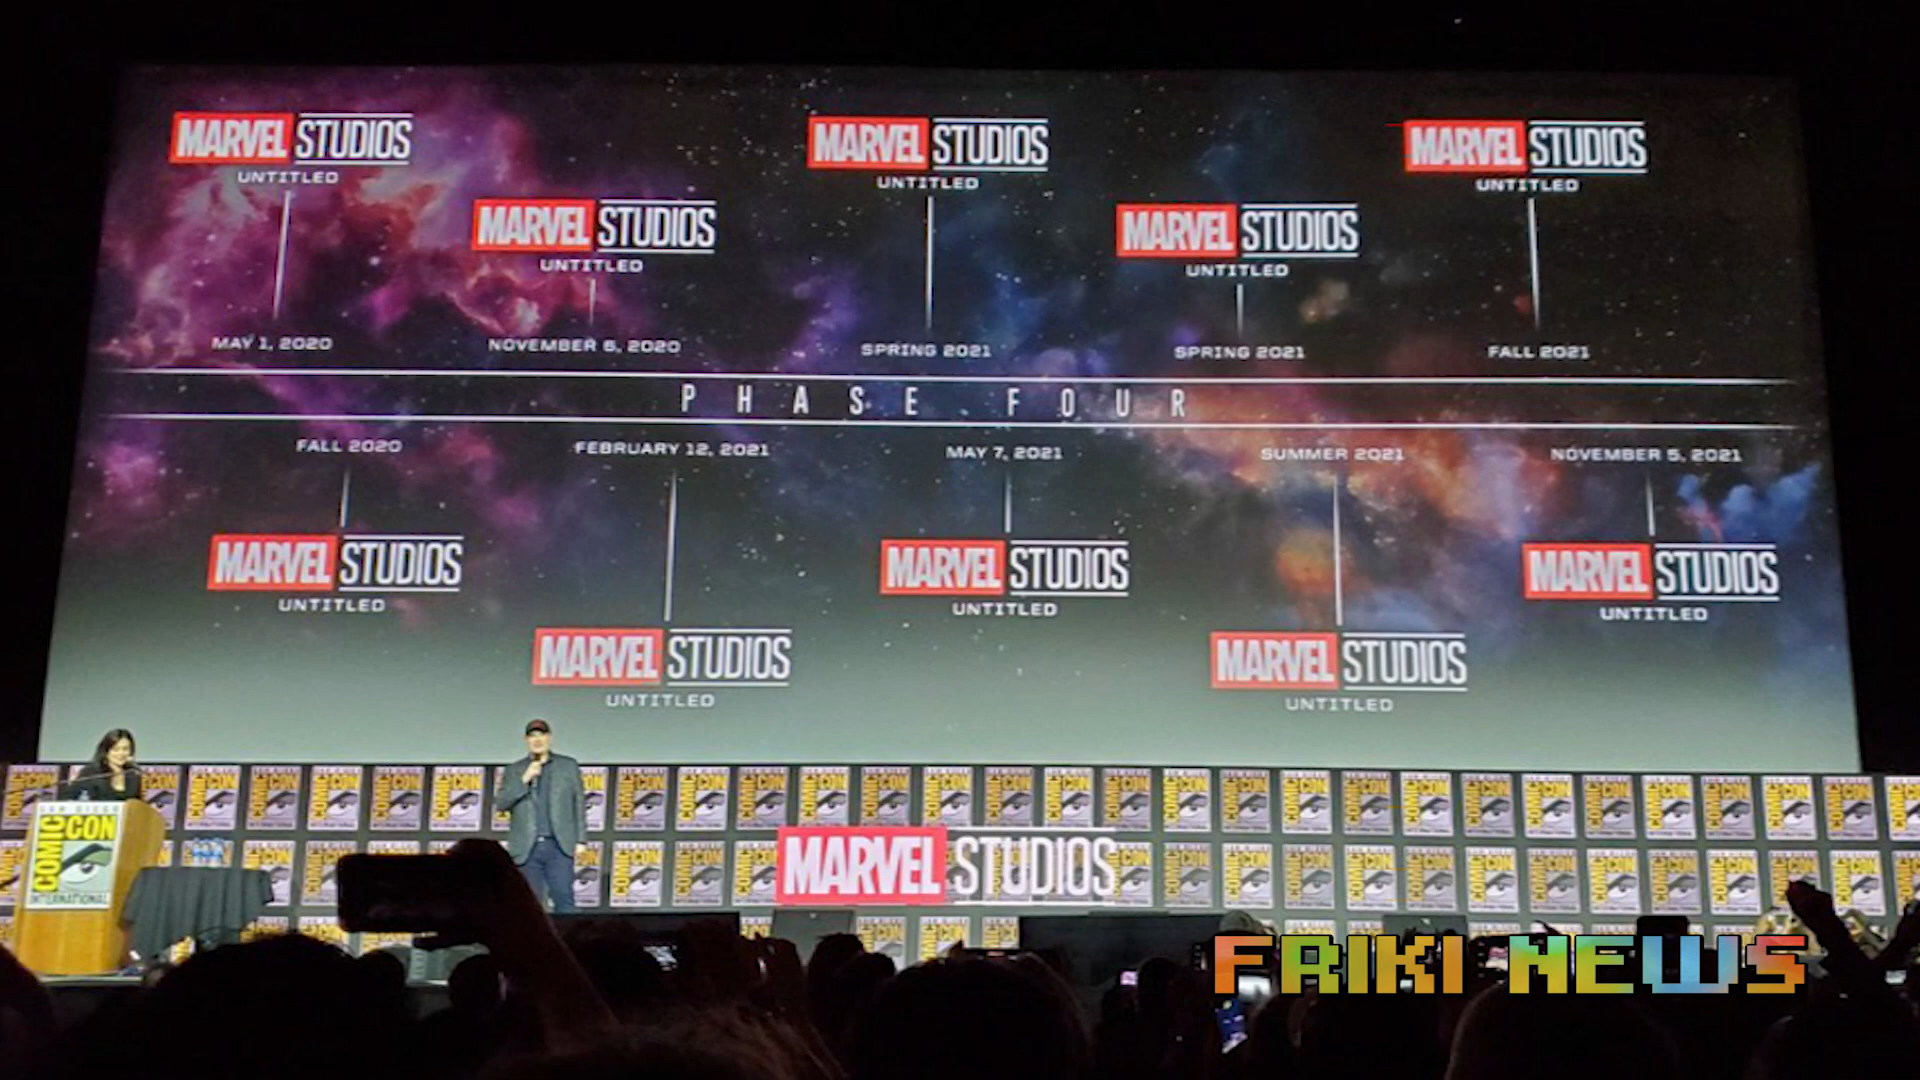 MARVEL STUDIOS
UNTITLED
MAY 1, 2020
MARVEL STUDIOS
UNTITLED
NOVEMBER 6, 2020
MARVEL STUDIOS
UNTITLED
SPRING 2021
MARVEL STUDIOS
UNTITLED
SPRING 2021
MARVEL STUDIOS
UNTITLED
FALL 2021
PHASE FOUR
FALL 2020
MARVEL STUDIOS
UNTITLED
FEBRUARY 12, 2021
MARVEL STUDIOS
UNTITLED
MAY 7, 2021
MARVEL STUDIOS
UNTITLED
SUMMER 2021
MARVEL STUDIOS
UNTITLED
NOVEMBER 5, 2021
MARVEL STUDIOS
UNTITLED
SAN DIEGO
COMIC CON
INTERNATIONAL
MARVEL STUDIOS
FRIKI NEWS